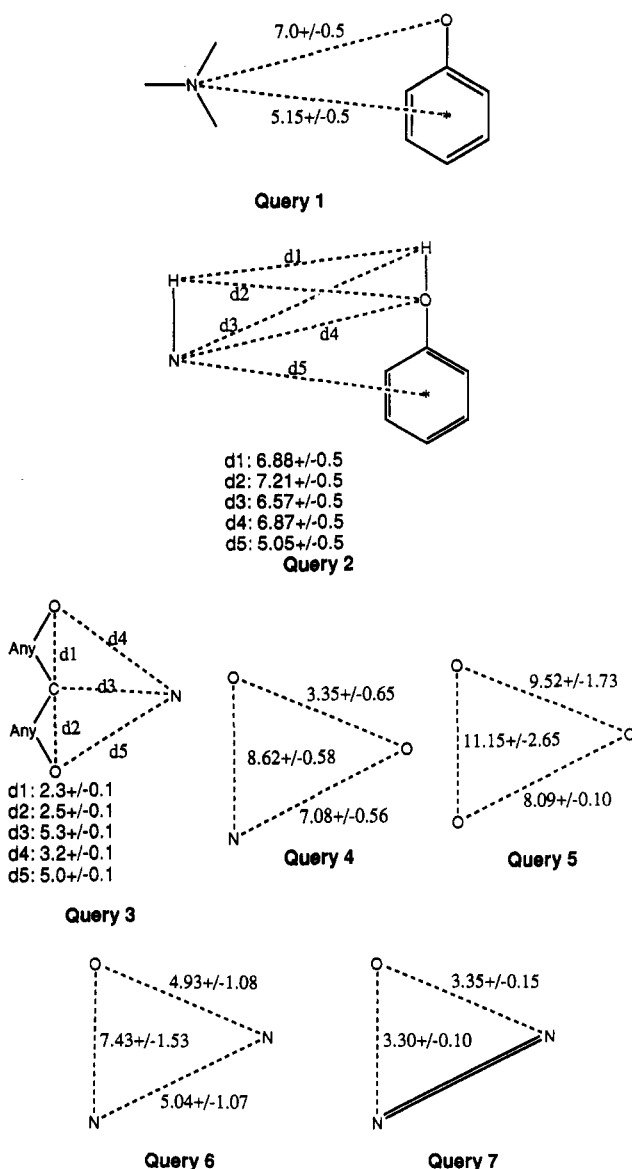 O
7.0+/-0.5
N
5.15+/-0.5
*
Query 1
H
d1
H
d2
O
d3
d4
N
d5
*
d1: 6.88+/-0.5
d2: 7.21+/-0.5
d3: 6.57+/-0.5
d4: 6.87+/-0.5
d5: 5.05+/-0.5
Query 2
O
d4
Any
d1
C
d3
N
Any
d2
d5
O
d1: 2.3+/-0.1
d2: 2.5+/-0.1
d3: 5.3+/-0.1
d4: 3.2+/-0.1
d5: 5.0+/-0.1
Query 3
O
3.35+/-0.65
8.62+/-0.58
O
7.08+/-0.56
N
Query 4
O
9.52+/-1.73
11.15+/-2.65
O
8.09+/-0.10
O
Query 5
O
4.93+/-1.08
7.43+/-1.53
N
5.04+/-1.07
N
Query 6
O
3.35+/-0.15
3.30+/-0.10
N
N
Query 7